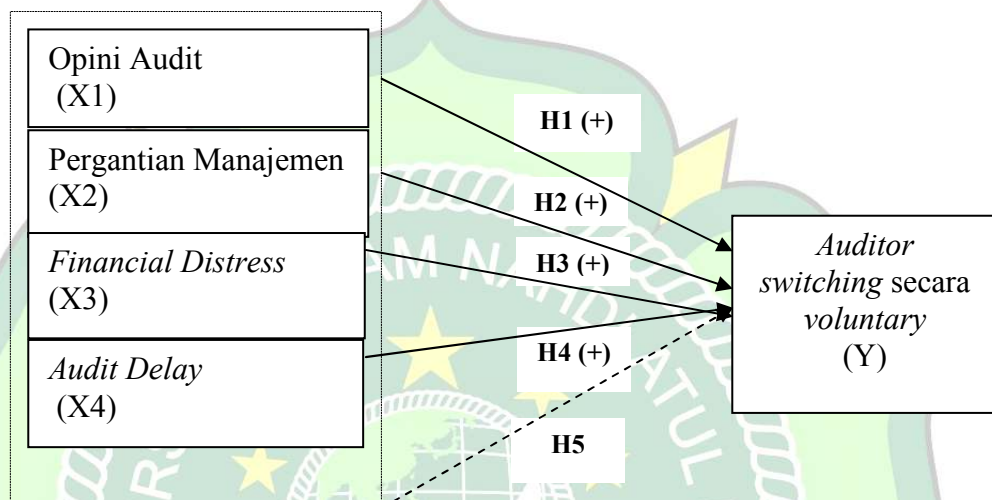 Opini Audit
(X1)
Pergantian Manajemen
(X2)
Financial Distress
(X3)
Audit Delay
(X4)
H1 (+)
H2 (+)
H3 (+)
H4 (+)
H5
Auditor
switching secara
voluntary
(Y)